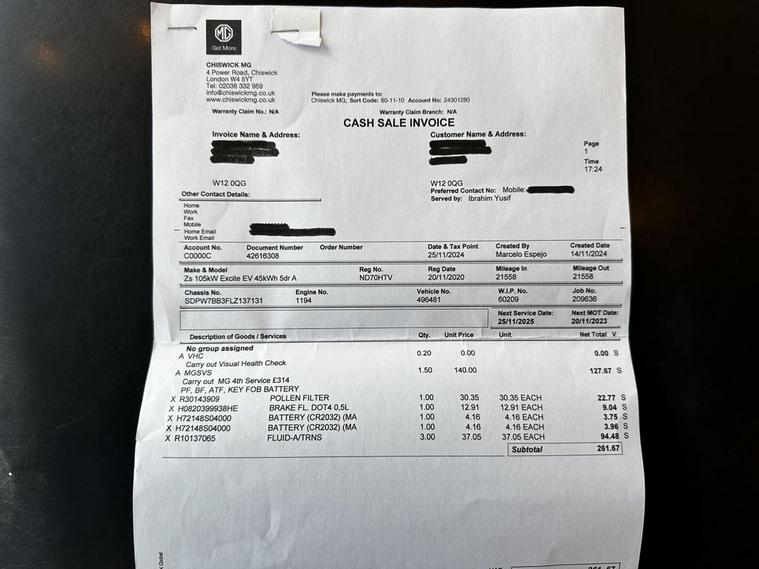 MG
Get More
CHISWICK MG
4 Power Road, Chiswick
London W4 5YT
Tel: 02038 332 959
info@chiswickmg.co.uk
www.chiswickmg.co.uk
Please make payments to:
Chiswick MG, Sort Code: 60-11-10 Account No: 24301280
Warranty Claim No.: N/A Warranty Claim Branch: N/A
CASH SALE INVOICE
Invoice Name & Address: Customer Name & Address:
Page
1
Time
17:24
W12 0QG W12 0QG
Preferred Contact No: Mobile:
Other Contact Details: Served by: Ibrahim Yusif
Home
Work
Fax
Mobile
Home Email
Work Email
Account No. Document Number Order Number Date & Tax Point Created By Created Date
C0000C 42616308 25/11/2024 Marcelo Espejo 14/11/2024
Make & Model Reg No. Reg Date Mileage In Mileage Out
Zs 105kW Excite EV 45kWh 5dr A ND70HTV 20/11/2020 21558 21558
Chassis No. Engine No. Vehicle No. W.I.P. No. Job No.
SDPW7BB3FLZ137131 1194 496481 60209 209636
Next Service Date: Next MOT Date:
25/11/2025 20/11/2023
Description of Goods / Services Qty. Unit Price Unit Net Total V.
No group assigned
A VHC 0.20 0.00 0.00 S
Carry out Visual Health Check
A MGSVS 1.50 140.00 127.67 S
Carry out MG 4th Service £314
PF, BF, ATF, KEY FOB BATTERY
X R30143909 POLLEN FILTER 1.00 30.35 30.35 EACH 22.77 S
X H0820399938HE BRAKE FL. DOT4 0,5L 1.00 12.91 12.91 EACH 9.04 S
X H72148S04000 BATTERY (CR2032) (MA 1.00 4.16 4.16 EACH 3.75 S
X H72148S04000 BATTERY (CR2032) (MA 1.00 4.16 4.16 EACH 3.96 S
X R10137065 FLUID-A/TRNS 3.00 37.05 37.05 EACH 94.48 S
Subtotal 261.67